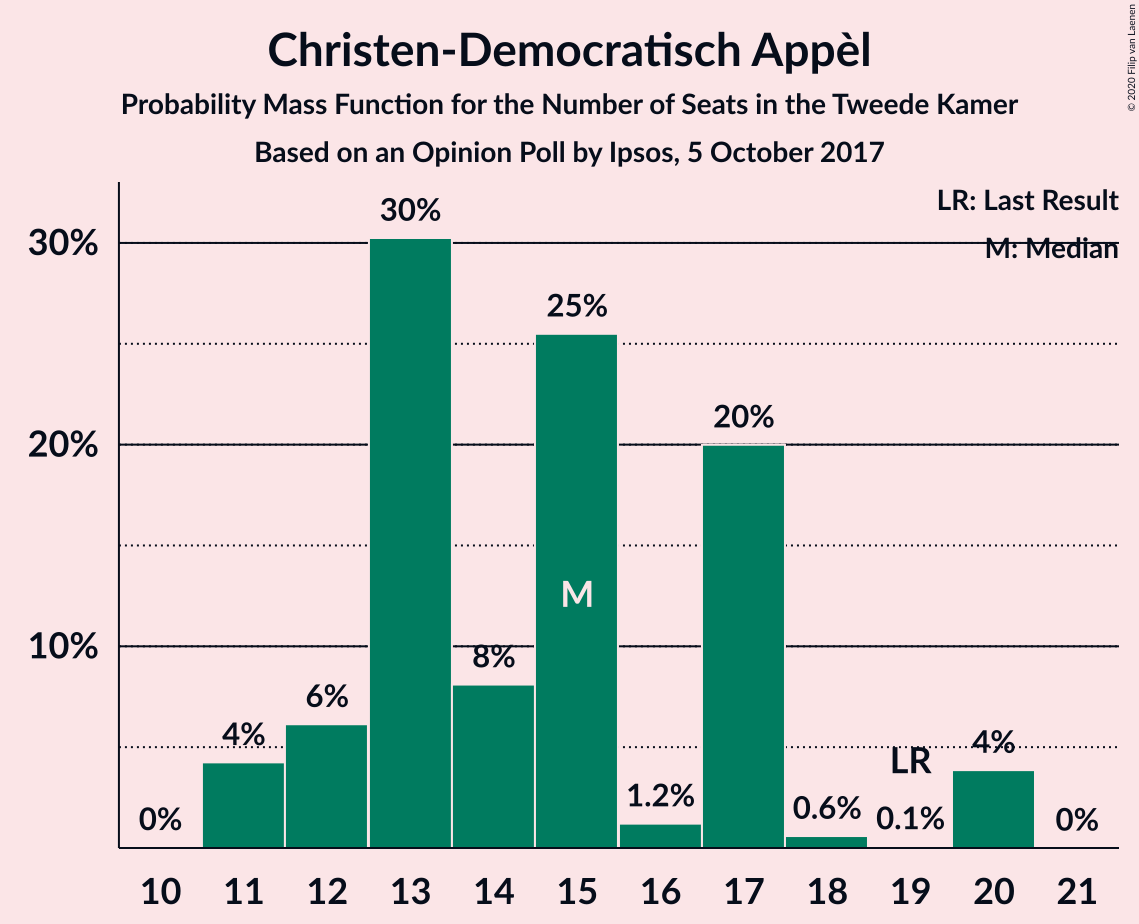 Christen-Democratisch Appèl
Probability Mass Function for the Number of Seats in the Tweede Kamer
Based on an Opinion Poll by Ipsos, 5 October 2017
© 2020 Filip van Laenen
LR: Last Result
M: Median
30%
20%
10%
0%
4%
6%
30%
8%
25%
M
1.2%
20%
0.6%
LR
0.1%
4%
0%
10 11 12 13 14 15 16 17 18 19 20 21